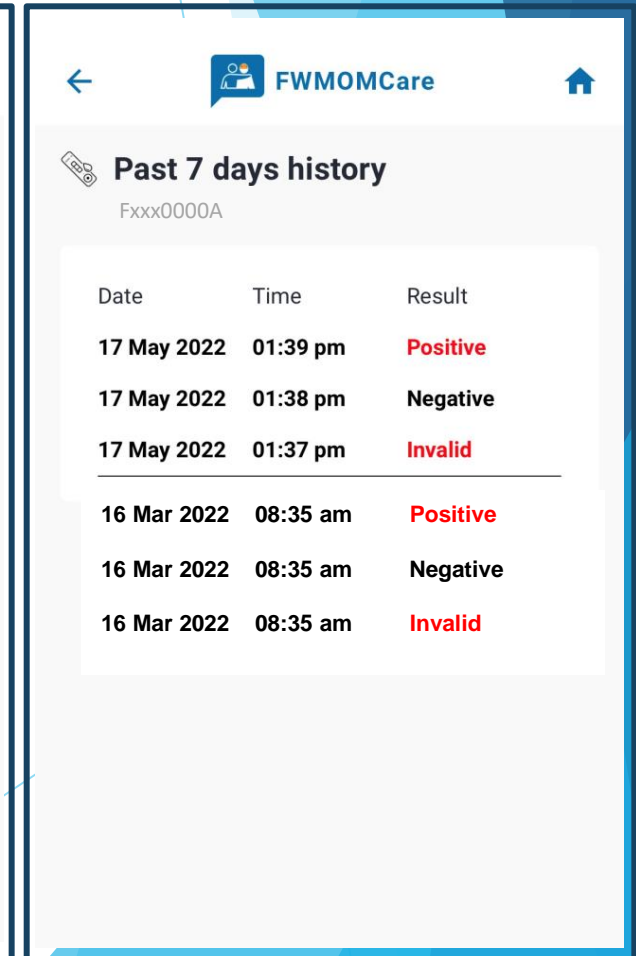 FWMOMCare
Past 7 days history
Fxxx0000A
Date Time Result
17 May 2022 01:39 pm Positive
17 May 2022 01:38 pm Negative
17 May 2022 01:37 pm Invalid
16 Mar 2022 08:35 am Positive
16 Mar 2022 08:35 am Negative
16 Mar 2022 08:35 am Invalid